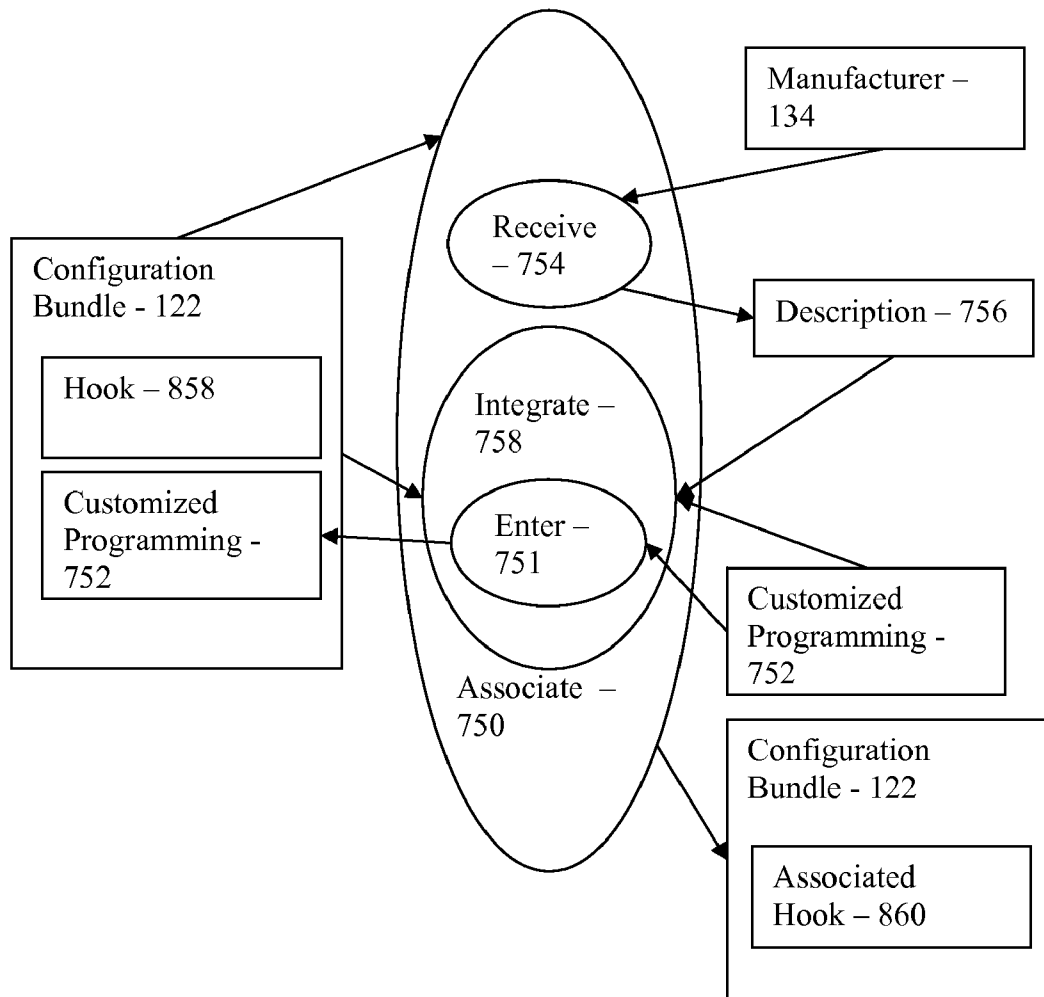 Manufacturer –
134
Receive
– 754
Configuration
Bundle - 122
Description – 756
Hook – 858
Integrate –
758
Customized
Programming -
752
Enter –
751
Customized
Programming -
752
Associate –
750
Configuration
Bundle - 122
Associated
Hook – 860